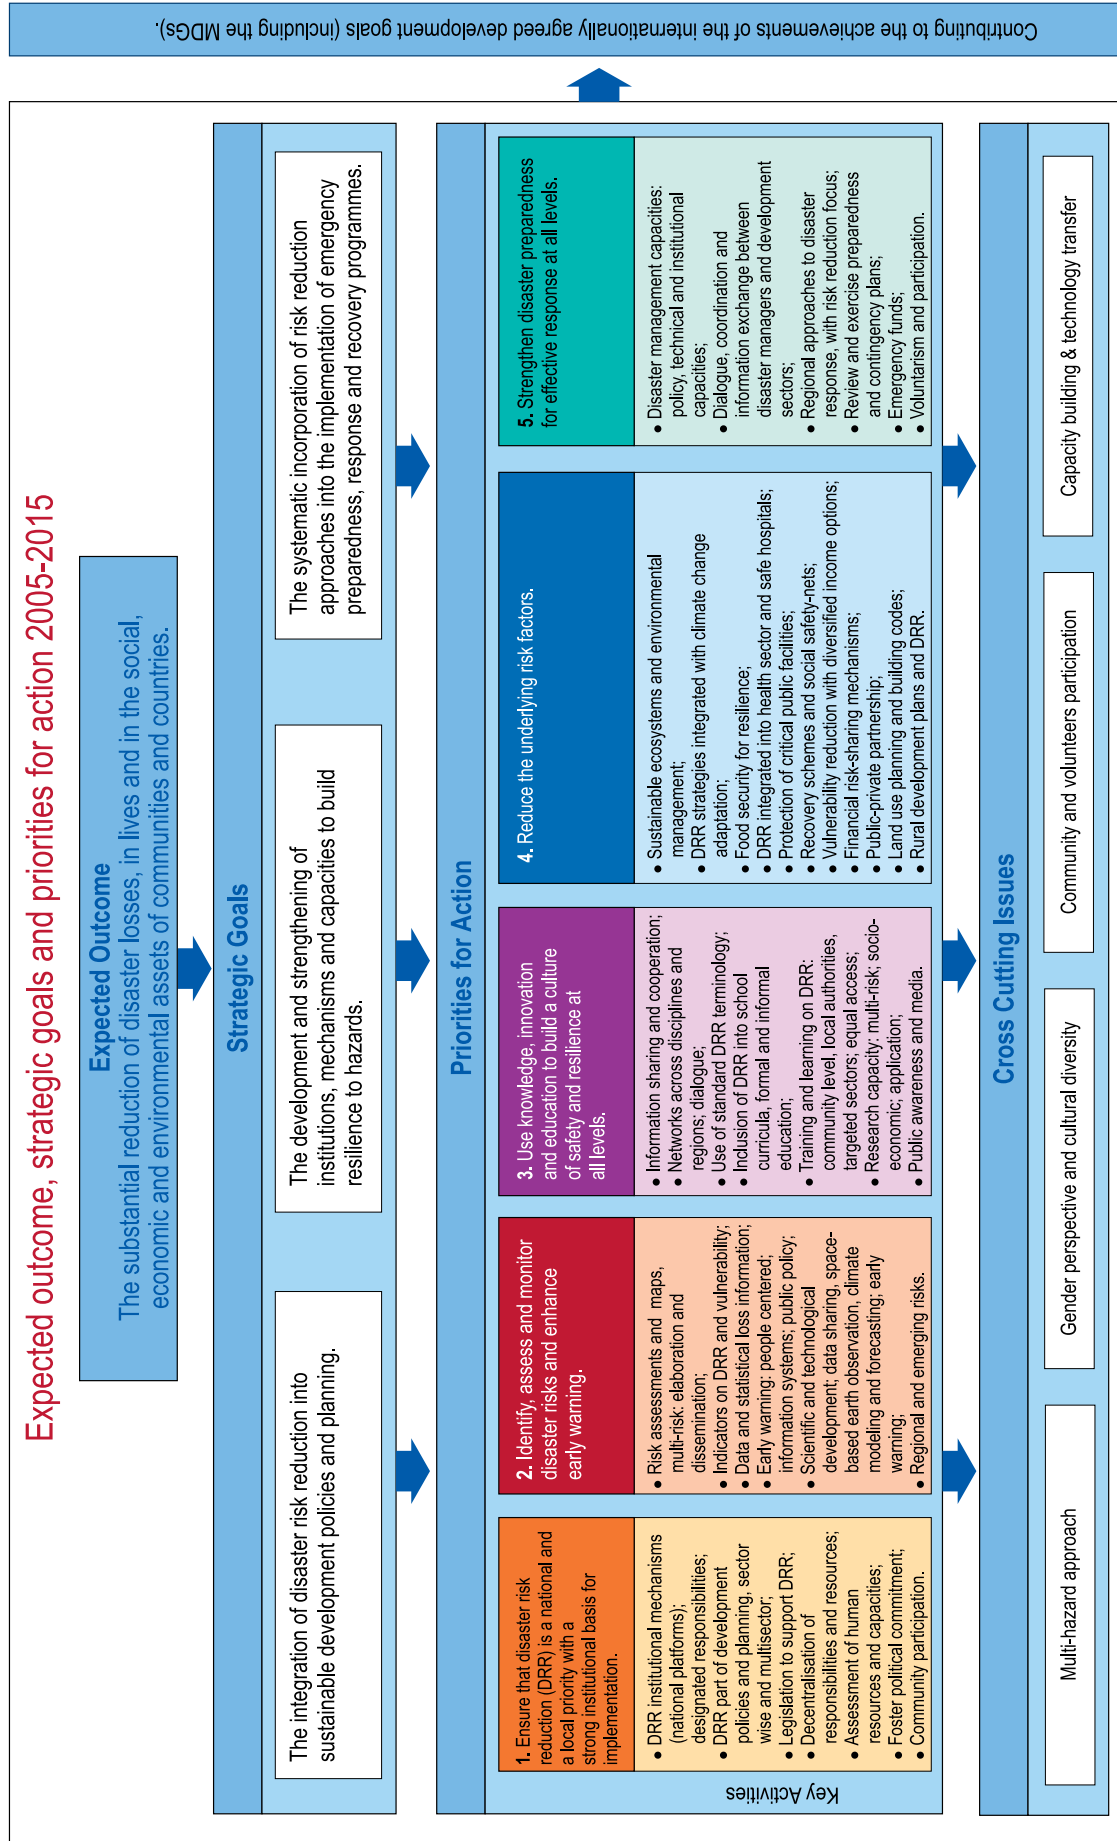 Expected outcome, strategic goals and priorities for action 2005-2015
Expected Outcome
The substantial reduction of disaster losses, in lives and in the social,
economic and environmental assets of communities and countries.
Strategic Goals
The integration of disaster risk reduction into
sustainable development policies and planning.
The development and strengthening of
institutions, mechanisms and capacities to build
resilience to hazards.
The systematic incorporation of risk reduction
approaches into the implementation of emergency
preparedness, response and recovery programmes.
Priorities for Action
1. Ensure that disaster risk
reduction (DRR) is a national and
a local priority with a
strong institutional basis for
implementation.
2. Identify, assess and monitor
disaster risks and enhance
early warning.
3. Use knowledge, innovation
and education to build a culture
of safety and resilience at
all levels.
4. Reduce the underlying risk factors.
5. Strengthen disaster preparedness
for effective response at all levels.
Key Activities
• DRR institutional mechanisms
(national platforms);
designated responsibilities;
• DRR part of development
policies and planning, sector
wise and multisector;
• Legislation to support DRR;
• Decentralisation of
responsibilities and resources;
• Assessment of human
resources and capacities;
• Foster political commitment;
• Community participation.
• Risk assessments and maps,
multi-risk: elaboration and
dissemination;
• Indicators on DRR and vulnerability;
• Data and statistical loss information;
• Early warning: people centered;
information systems; public policy;
• Scientific and technological
development; data sharing, space-
based earth observation, climate
modeling and forecasting; early
warning;
• Regional and emerging risks.
• Information sharing and cooperation;
• Networks across disciplines and
regions; dialogue;
• Use of standard DRR terminology;
• Inclusion of DRR into school
curricula, formal and informal
education;
• Training and learning on DRR:
community level, local authorities,
targeted sectors; equal access;
• Research capacity: multi-risk; socio-
economic; application;
• Public awareness and media.
• Sustainable ecosystems and environmental
management;
• DRR strategies integrated with climate change
adaptation;
• Food security for resilience;
• DRR integrated into health sector and safe hospitals;
• Protection of critical public facilities;
• Recovery schemes and social safety-nets;
• Vulnerability reduction with diversified income options;
• Financial risk-sharing mechanisms;
• Public-private partnership;
• Land use planning and building codes;
• Rural development plans and DRR.
• Disaster management capacities:
policy, technical and institutional
capacities;
• Dialogue, coordination and
information exchange between
disaster managers and development
sectors;
• Regional approaches to disaster
response, with risk reduction focus;
• Review and exercise preparedness
and contingency plans;
• Emergency funds;
• Voluntarism and participation.
Cross Cutting Issues
Multi-hazard approach
Gender perspective and cultural diversity
Community and volunteers participation
Capacity building & technology transfer
Contributing to the achievements of the internationally agreed development goals (including the MDGs).